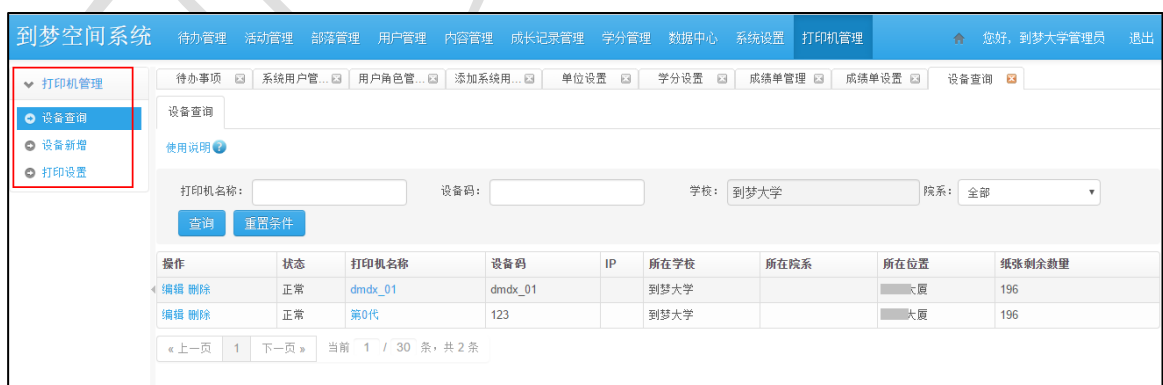 到梦空间系统 待办管理 活动管理 部落管理 用户管理 内容管理 成长记录管理 学分管理 数据中心 系统设置 打印机管理 您好，到梦大学管理员 退出
打印机管理
设备查询
设备新增
打印设置
待办事项 系统用户管... 用户角色管... 添加系统用... 单位设置 学分设置 成绩单管理 成绩单设置 设备查询
设备查询
使用说明
打印机名称： 设备码： 学校： 到梦大学 院系： 全部
查询 重置条件
操作 状态 打印机名称 设备码 IP 所在学校 所在院系 所在位置 纸张剩余数量
编辑 删除 正常 dmdx_01 dmdx_01 到梦大学 大厦 196
编辑 删除 正常 第0代 123 到梦大学 大厦 196
« 上一页 1 下一页 » 当前 1 / 30 条，共 2 条